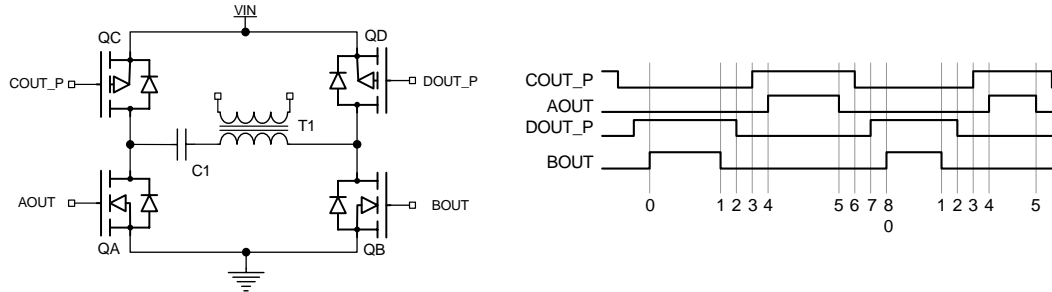 VIN
QC
QD
COUT_P
DOUT_P
T1
C1
AOUT
BOUT
QA
QB
COUT_P
AOUT
DOUT_P
BOUT
0 1 2 3 4 5 6 7 8 1 2 3 4 5
0